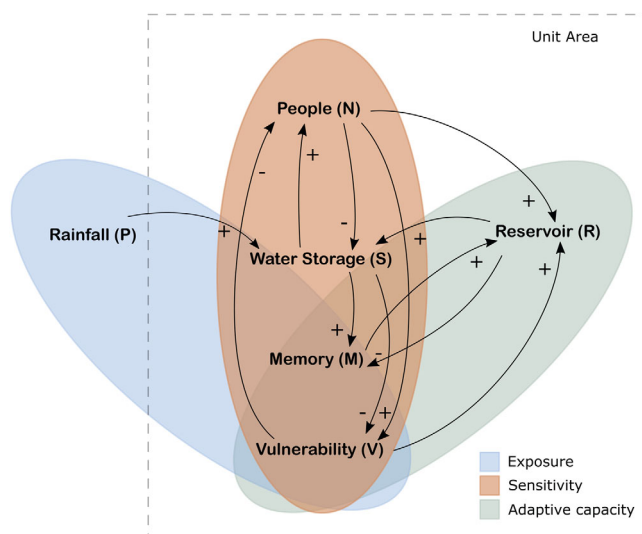 Unit Area
People (N)
-
+
+
-
Rainfall (P)
+
+
Reservoir (R)
Water Storage (S)
+
+
+
-
Memory (M)
-
+
Vulnerability (V)
Exposure
Sensitivity
Adaptive capacity